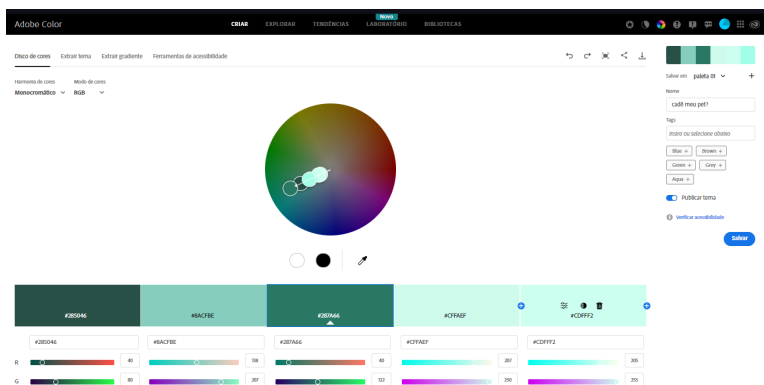 Novo
Adobe Color CRIAR EXPLORAR TENDÊNCIAS LABORATÓRIO BIBLIOTECAS
Disco de cores Extrair tema Extrair gradiente Ferramentas de acessibilidade
Harmonia de cores Modo de cores
Monocromático RGB
Salvar em paleta 01
Nome
cadê meu pet?
Tags
Insira ou selecione abaixo
Blue + Brown +
Green + Grey +
Aqua +
Publicar tema
Verificar acessibilidade
Salvar
#285046 #8ACFBE #287A66 #CFFAEF #CDFFF2
#285046 #8ACFBE #287A66 #CFFAEF #CDFFF2
R 40 138 40 207 205
G 80 207 122 250 255